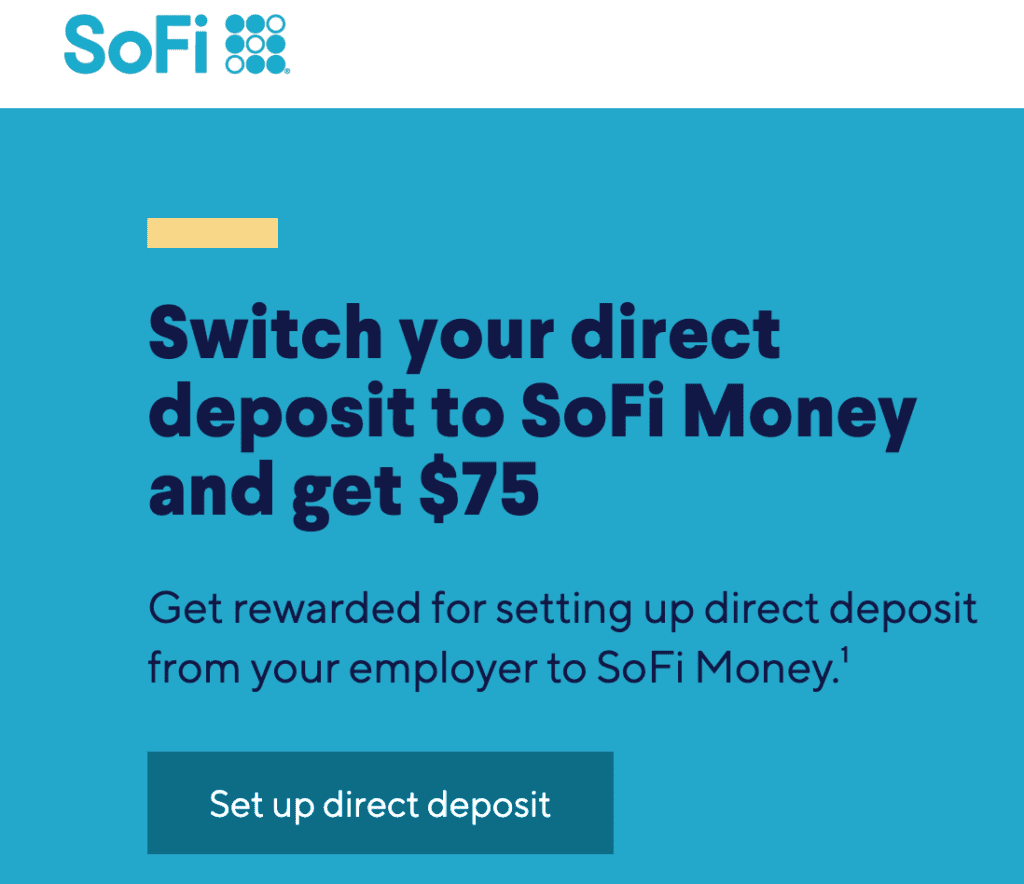 SoFi
Switch your direct
deposit to SoFi Money
and get $75
Get rewarded for setting up direct deposit
from your employer to SoFi Money.¹
Set up direct deposit